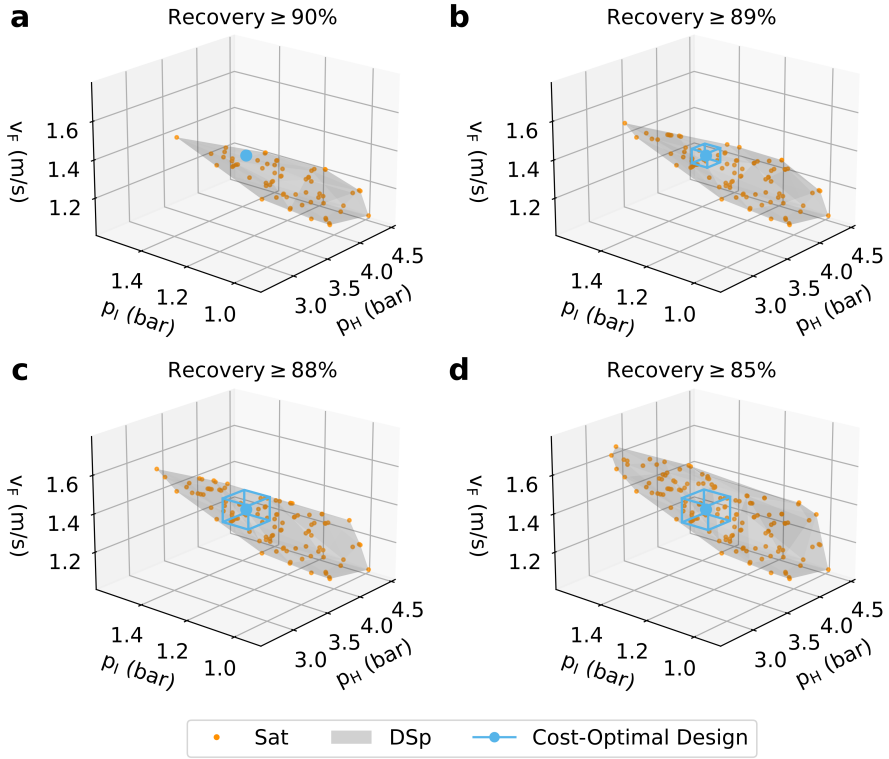 a
Recovery ≥ 90%
v_F (m/s)
1.6
1.4
1.2
1.4
1.2
1.0
p_I (bar)
3.0
3.5
4.0
4.5
p_H (bar)
b
Recovery ≥ 89%
v_F (m/s)
1.6
1.4
1.2
1.4
1.2
1.0
p_I (bar)
3.0
3.5
4.0
4.5
p_H (bar)
c
Recovery ≥ 88%
v_F (m/s)
1.6
1.4
1.2
1.4
1.2
1.0
p_I (bar)
3.0
3.5
4.0
4.5
p_H (bar)
d
Recovery ≥ 85%
v_F (m/s)
1.6
1.4
1.2
1.4
1.2
1.0
p_I (bar)
3.0
3.5
4.0
4.5
p_H (bar)
Sat DSp Cost-Optimal Design